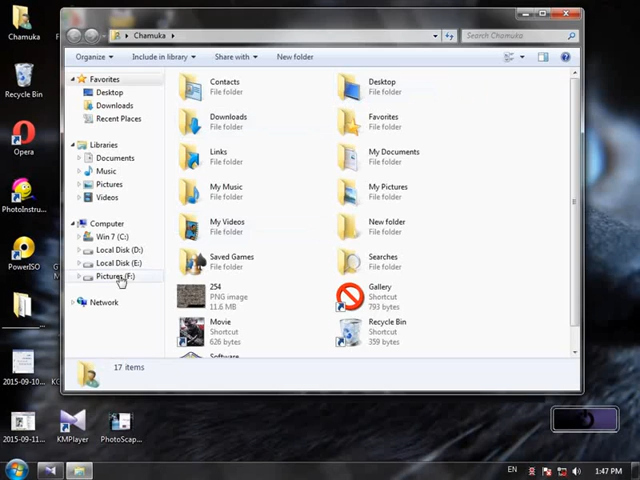 Chamuka
Search Chamuka
Organize
Include in library
Share with
New folder
Favorites
Desktop
Downloads
Recent Places
Libraries
Documents
Music
Pictures
Videos
Computer
Win 7 (C:)
Local Disk (D:)
Local Disk (E:)
Pictures (F:)
Network
Contacts
File folder
Desktop
File folder
Downloads
File folder
Favorites
File folder
Links
File folder
My Documents
File folder
My Music
File folder
My Pictures
File folder
My Videos
File folder
New folder
File folder
Saved Games
File folder
Searches
File folder
254
PNG image
11.6 MB
Gallery
Shortcut
793 bytes
Movie
Shortcut
626 bytes
Recycle Bin
Shortcut
359 bytes
Software
17 items
Chamuka
Recycle Bin
Opera
PhotoInstru...
PowerISO
2015-09-10...
2015-09-11...
KMPlayer
PhotoScap...
EN
1:47 PM